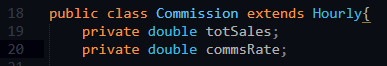 18 public class Commission extends Hourly{
19 private double totSales;
20 private double commsRate;